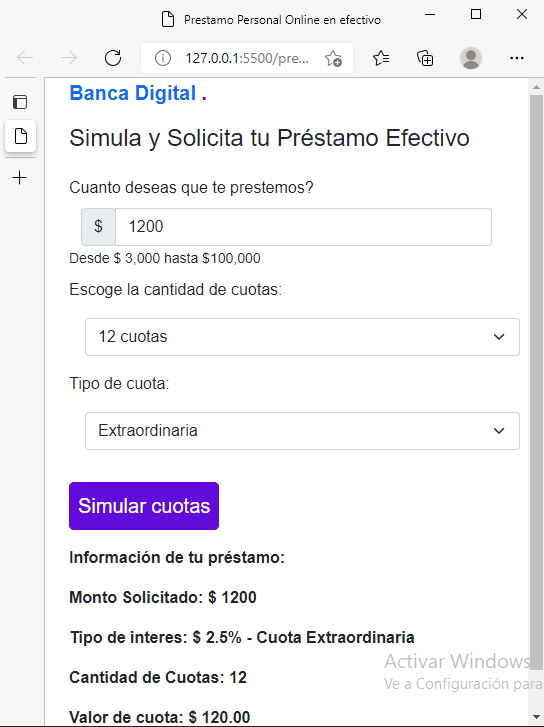 Prestamo Personal Online en efectivo
127.0.0.1:5500/pre...
Banca Digital .
Simula y Solicita tu Préstamo Efectivo
Cuanto deseas que te prestemos?
$ 1200
Desde $ 3,000 hasta $100,000
Escoge la cantidad de cuotas:
12 cuotas
Tipo de cuota:
Extraordinaria
Simular cuotas
Información de tu préstamo:
Monto Solicitado: $ 1200
Tipo de interes: $ 2.5% - Cuota Extraordinaria
Activar Windows
Cantidad de Cuotas: 12
Ve a Configuración para
Valor de cuota: $ 120.00